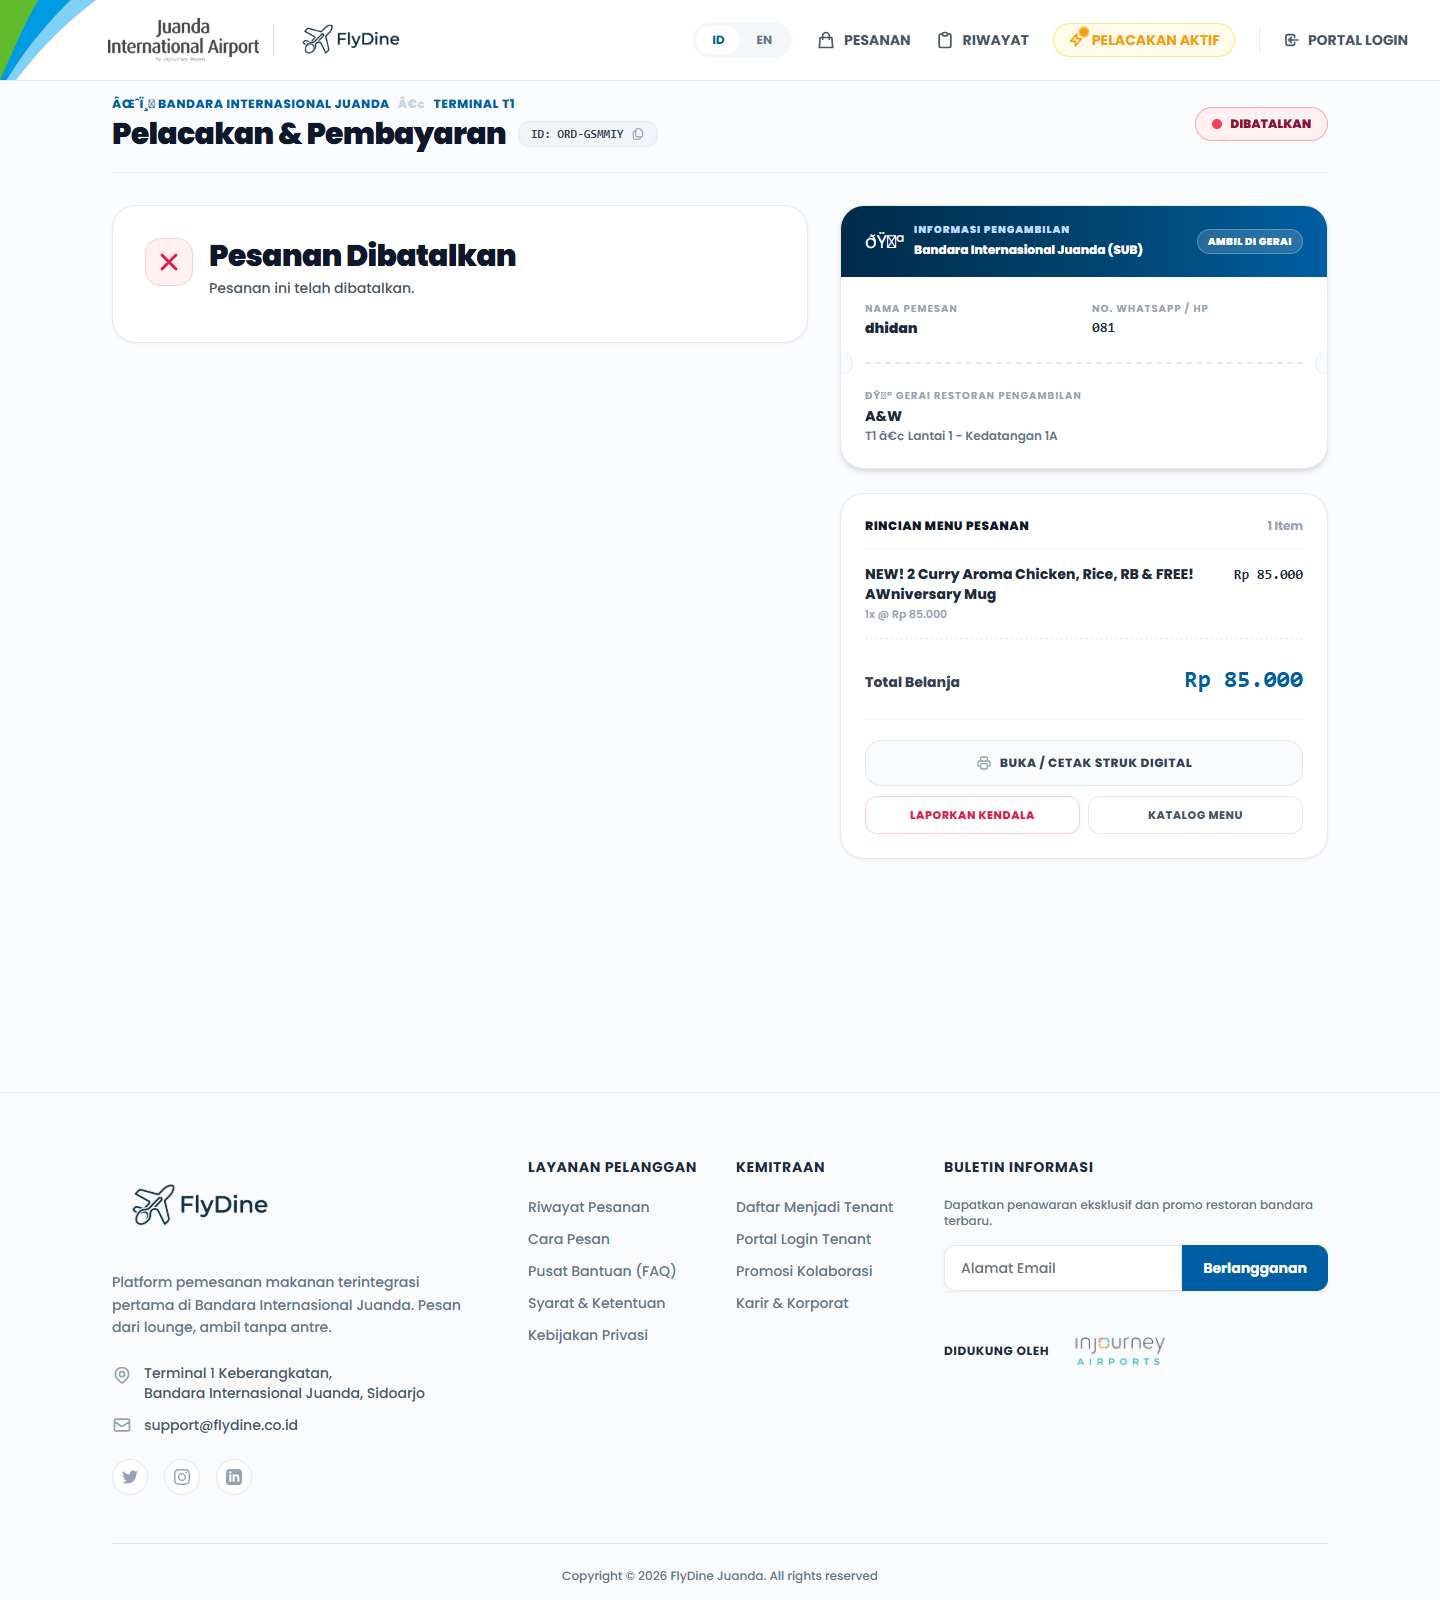 Juanda
International Airport
FlyDine
ID
EN
PESANAN
RIWAYAT
PELACAKAN AKTIF
PORTAL LOGIN
BANDARA INTERNASIONAL JUANDA Â€¢ TERMINAL T1
Pelacakan & Pembayaran
ID: ORD-GSMMIY
DIBATALKAN
Pesanan Dibatalkan
Pesanan ini telah dibatalkan.
INFORMASI PENGAMBILAN
Bandara Internasional Juanda (SUB)
AMBIL DI GERAI
NAMA PEMESAN
dhidan
NO. WHATSAPP / HP
081
GERAI RESTORAN PENGAMBILAN
A&W
T1 â€¢ Lantai 1 - Kedatangan 1A
RINCIAN MENU PESANAN
1 Item
NEW! 2 Curry Aroma Chicken, Rice, RB & FREE!
AWniversary Mug
Rp 85.000
1x @ Rp 85.000
Total Belanja
Rp 85.000
BUKA / CETAK STRUK DIGITAL
LAPORKAN KENDALA
KATALOG MENU
FlyDine
Platform pemesanan makanan terintegrasi
pertama di Bandara Internasional Juanda. Pesan
dari lounge, ambil tanpa antre.
Terminal 1 Keberangkatan,
Bandara Internasional Juanda, Sidoarjo
support@flydine.co.id
LAYANAN PELANGGAN
Riwayat Pesanan
Cara Pesan
Pusat Bantuan (FAQ)
Syarat & Ketentuan
Kebijakan Privasi
KEMITRAAN
Daftar Menjadi Tenant
Portal Login Tenant
Promosi Kolaborasi
Karir & Korporat
BULETIN INFORMASI
Dapatkan penawaran eksklusif dan promo restoran bandara
terbaru.
Alamat Email
Berlangganan
DIDUKUNG OLEH
injourney
AIRPORTS
Copyright © 2026 FlyDine Juanda. All rights reserved